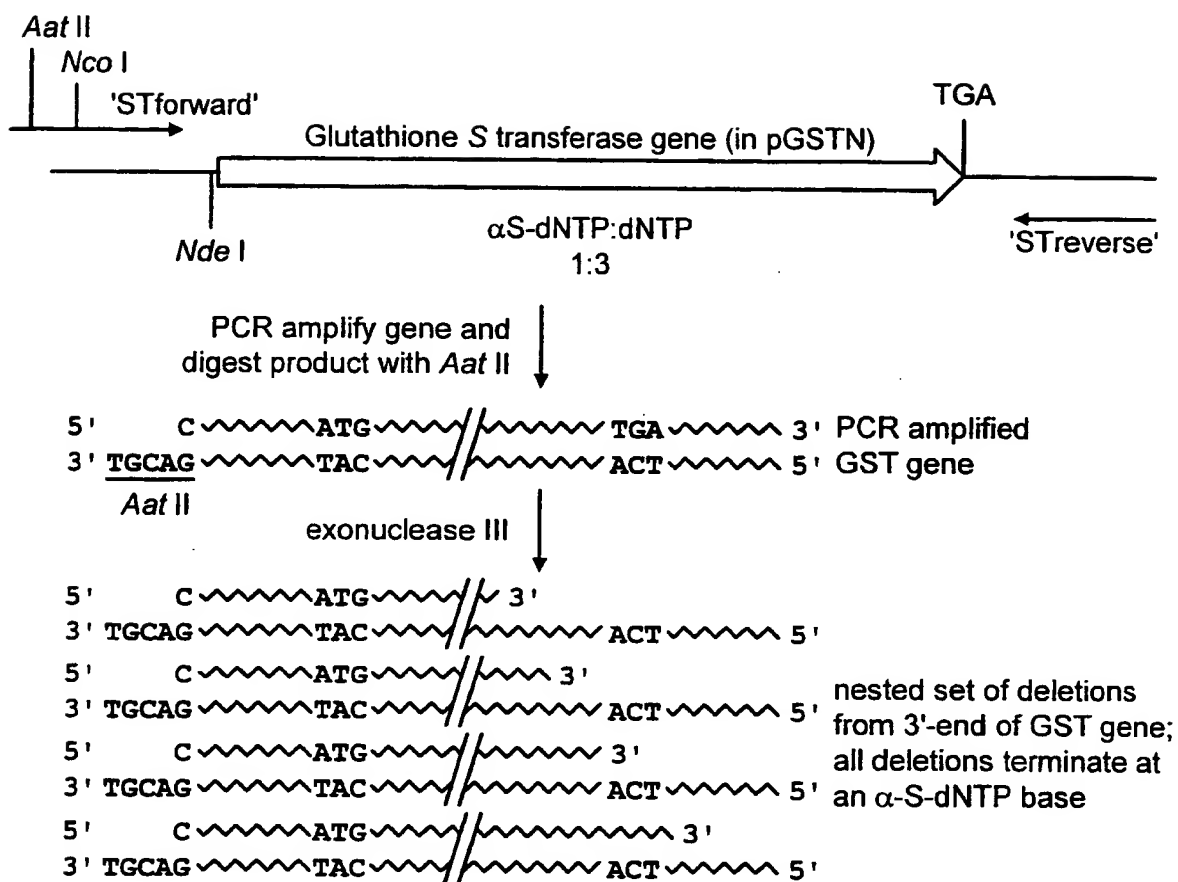 Aat II
Nco I
'STforward'
TGA
Glutathione S transferase gene (in pGSTN)
Nde I
αS-dNTP:dNTP
1:3
'STreverse'
PCR amplify gene and
digest product with Aat II
5' C ATG TGA 3' PCR amplified
3' TGCAG TAC ACT 5' GST gene
Aat II
exonuclease III
5' C ATG 3'
3' TGCAG TAC ACT 5'
5' C ATG 3'
3' TGCAG TAC ACT 5'
5' C ATG 3'
3' TGCAG TAC ACT 5'
5' C ATG 3'
3' TGCAG TAC ACT 5'
nested set of deletions
from 3'-end of GST gene;
all deletions terminate at
an α-S-dNTP base